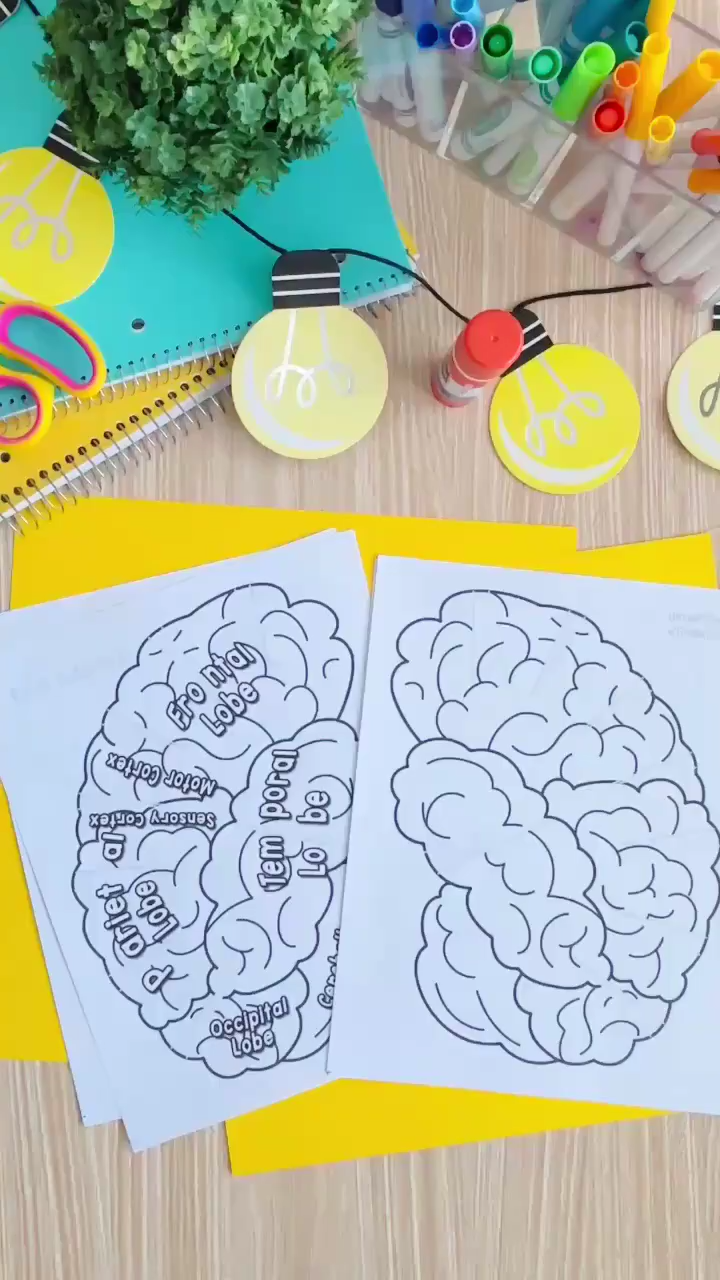 Frontal
Lobe
Motor Cortex
Sensory Cortex
Temporal
Lobe
Parietal
Lobe
Occipital
Lobe